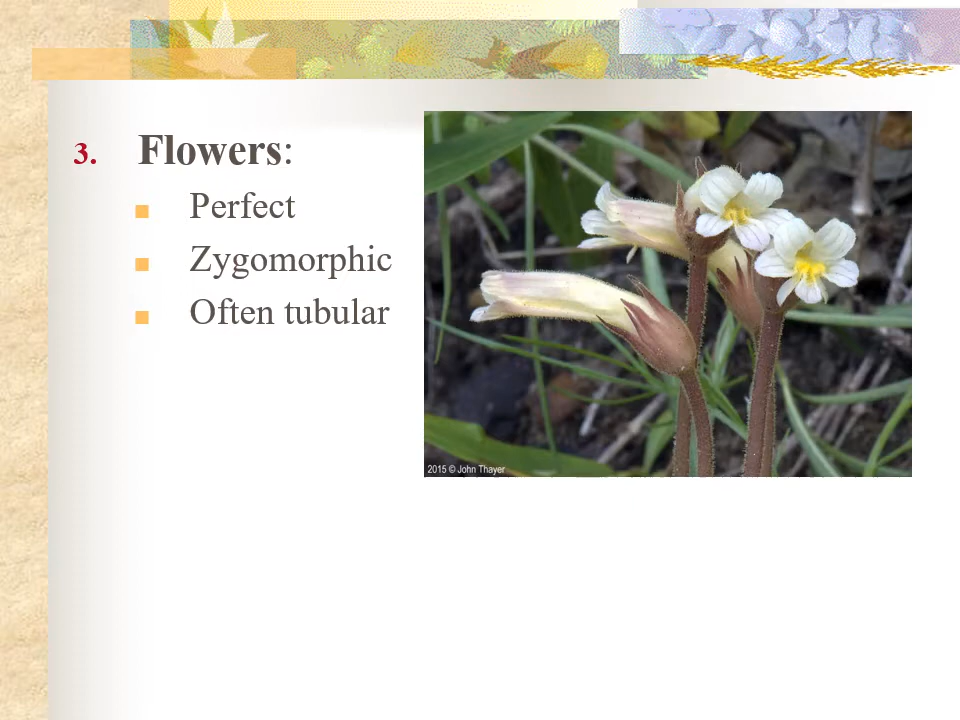 3. Flowers:
■ Perfect
■ Zygomorphic
■ Often tubular
2015 © John Thayer